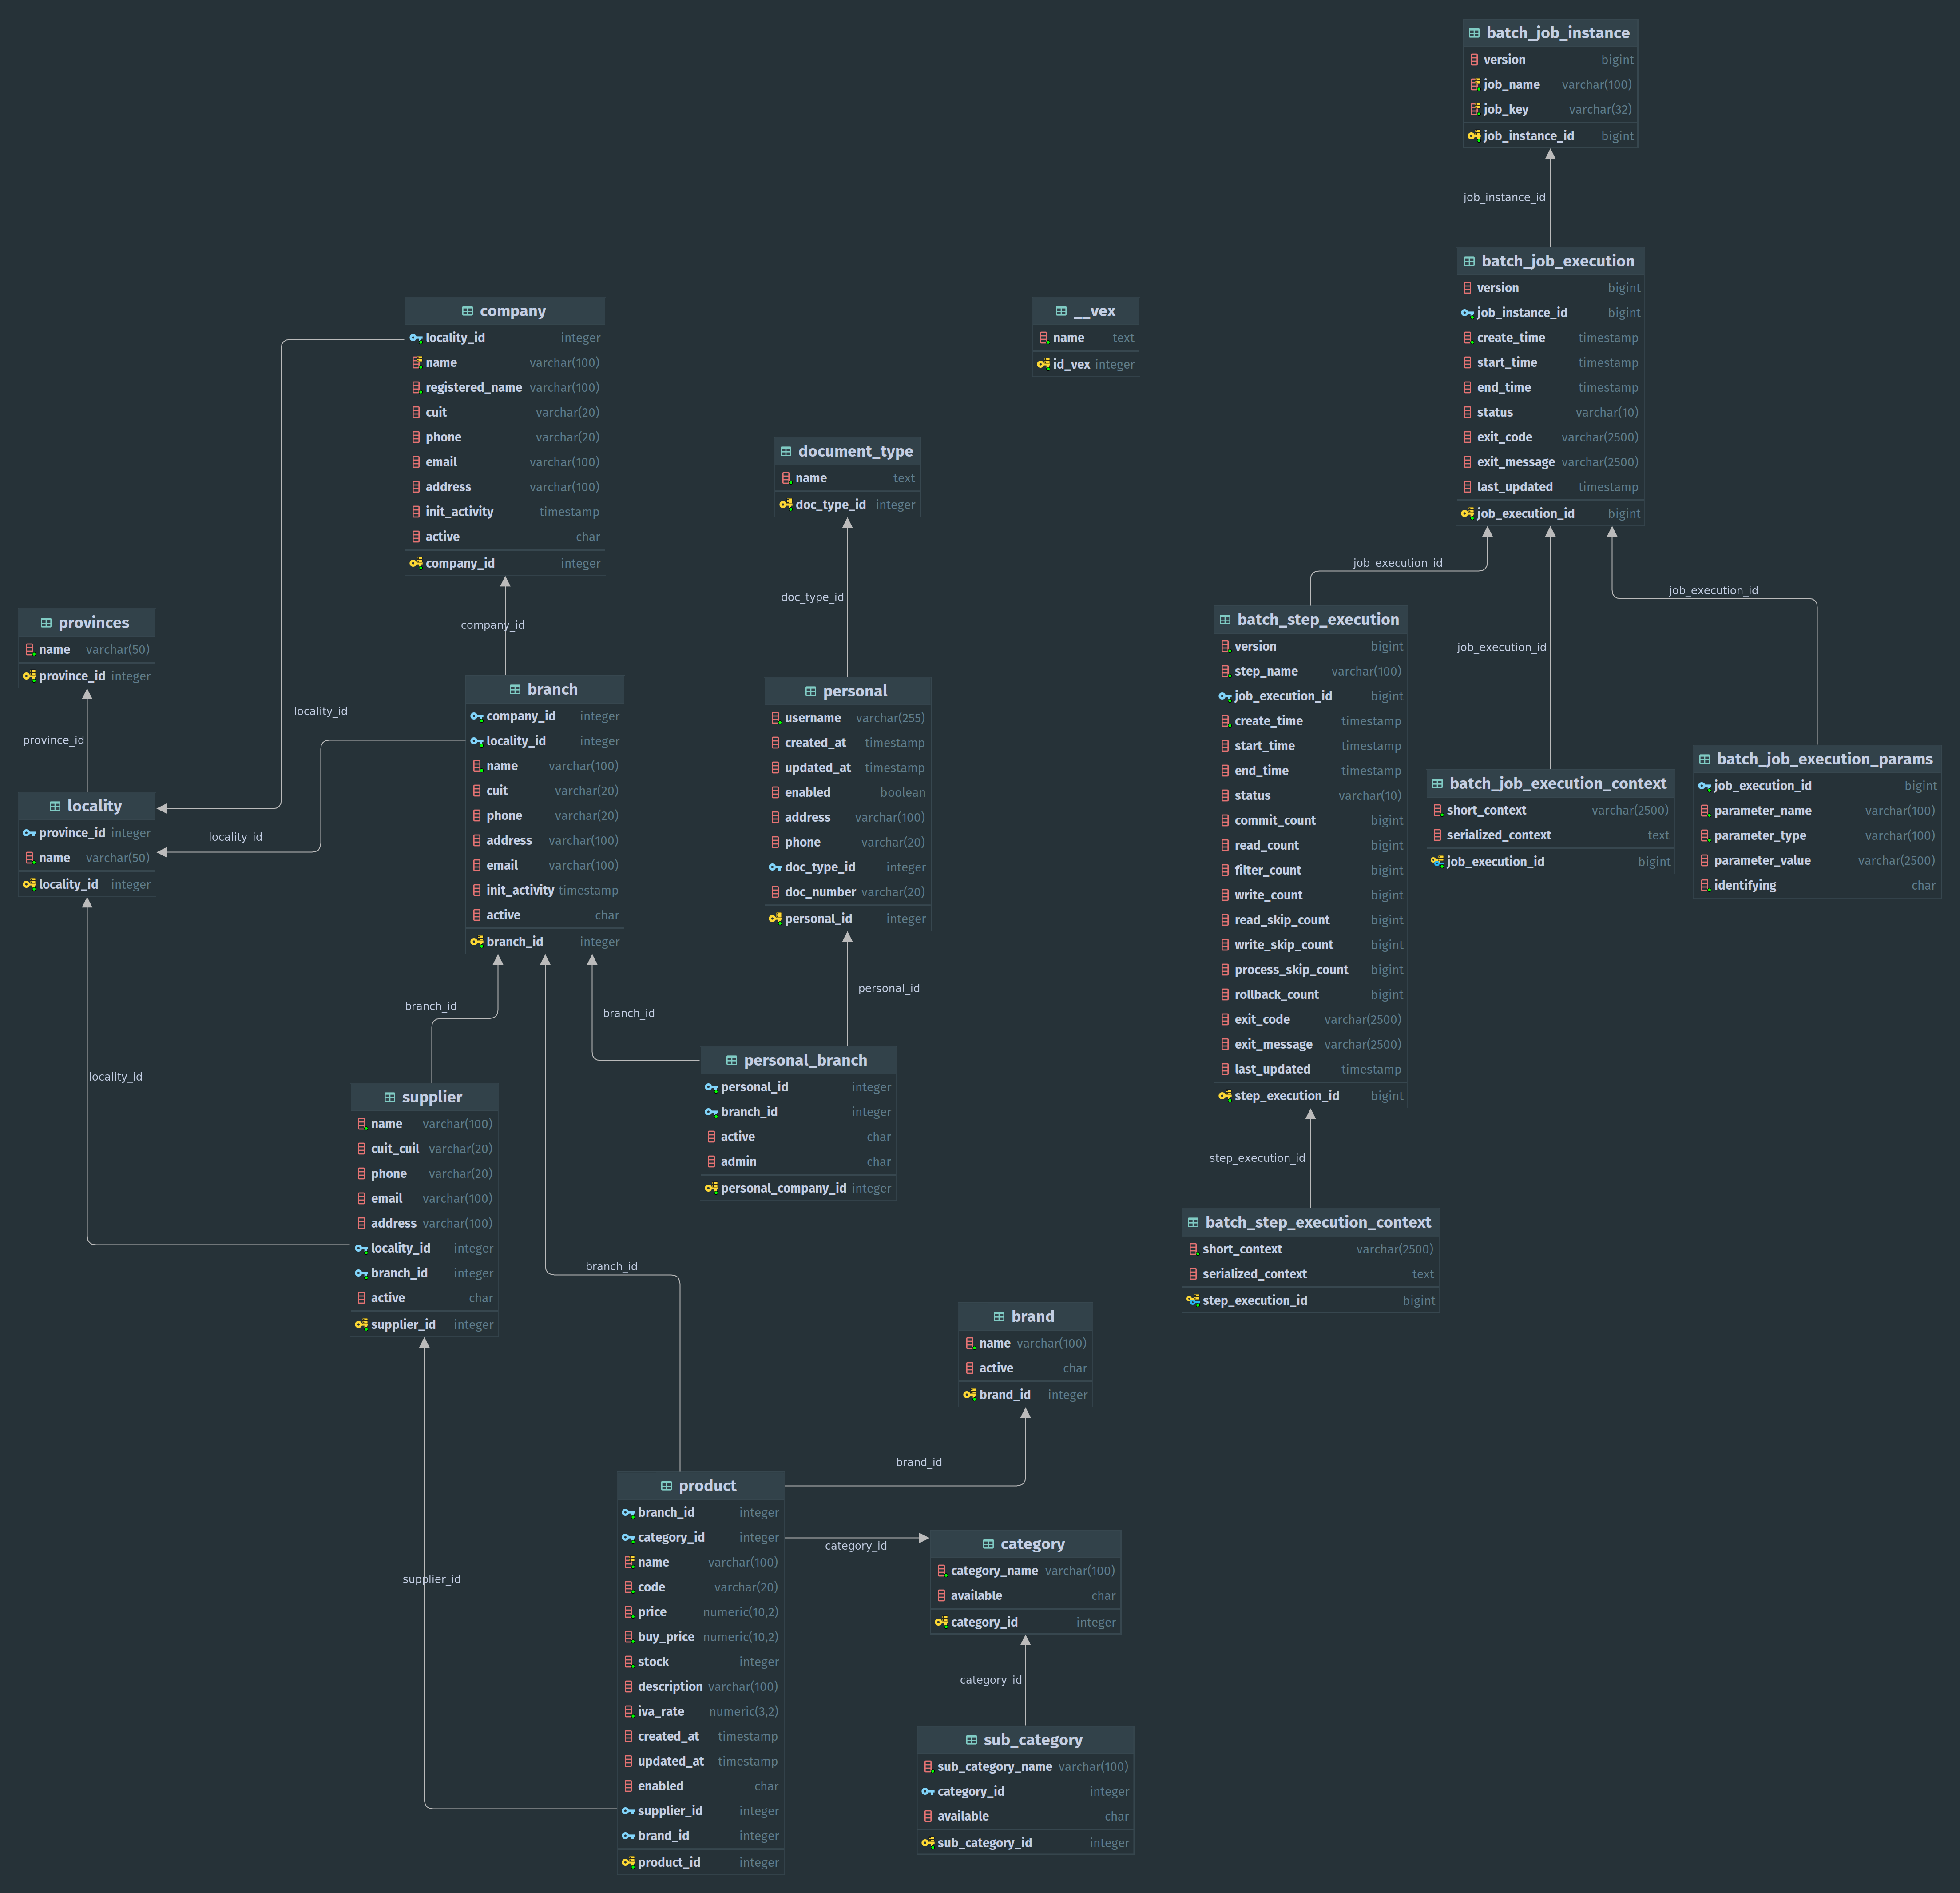 batch_job_instance
version bigint
job_name varchar(100)
job_key varchar(32)
job_instance_id bigint
job_instance_id
batch_job_execution
version bigint
job_instance_id bigint
create_time timestamp
start_time timestamp
end_time timestamp
status varchar(10)
exit_code varchar(2500)
exit_message varchar(2500)
last_updated timestamp
job_execution_id bigint
company
locality_id integer
name varchar(100)
registered_name varchar(100)
cuit varchar(20)
phone varchar(20)
email varchar(100)
address varchar(100)
init_activity timestamp
active char
company_id integer
__vex
name text
id_vex integer
document_type
name text
doc_type_id integer
job_execution_id
job_execution_id
job_execution_id
doc_type_id
company_id
provinces
name varchar(50)
province_id integer
province_id
locality_id
locality_id
locality
province_id integer
name varchar(50)
locality_id integer
branch
company_id integer
locality_id integer
name varchar(100)
cuit varchar(20)
phone varchar(20)
address varchar(100)
email varchar(100)
init_activity timestamp
active char
branch_id integer
personal
username varchar(255)
created_at timestamp
updated_at timestamp
enabled boolean
address varchar(100)
phone varchar(20)
doc_type_id integer
doc_number varchar(20)
personal_id integer
batch_step_execution
version bigint
step_name varchar(100)
job_execution_id bigint
create_time timestamp
start_time timestamp
end_time timestamp
status varchar(10)
commit_count bigint
read_count bigint
filter_count bigint
write_count bigint
read_skip_count bigint
write_skip_count bigint
process_skip_count bigint
rollback_count bigint
exit_code varchar(2500)
exit_message varchar(2500)
last_updated timestamp
step_execution_id bigint
batch_job_execution_context
short_context varchar(2500)
serialized_context text
job_execution_id bigint
batch_job_execution_params
job_execution_id bigint
parameter_name varchar(100)
parameter_type varchar(100)
parameter_value varchar(2500)
identifying char
branch_id
branch_id
personal_id
locality_id
personal_branch
personal_id integer
branch_id integer
active char
admin char
personal_company_id integer
supplier
name varchar(100)
cuit_cuil varchar(20)
phone varchar(20)
email varchar(100)
address varchar(100)
locality_id integer
branch_id integer
active char
supplier_id integer
step_execution_id
batch_step_execution_context
short_context varchar(2500)
serialized_context text
step_execution_id bigint
branch_id
brand
name varchar(100)
active char
brand_id integer
brand_id
product
branch_id integer
category_id integer
name varchar(100)
code varchar(20)
price numeric(10,2)
buy_price numeric(10,2)
stock integer
description varchar(100)
iva_rate numeric(3,2)
created_at timestamp
updated_at timestamp
enabled char
supplier_id integer
brand_id integer
product_id integer
supplier_id
category_id
category
category_name varchar(100)
available char
category_id integer
category_id
sub_category
sub_category_name varchar(100)
category_id integer
available char
sub_category_id integer